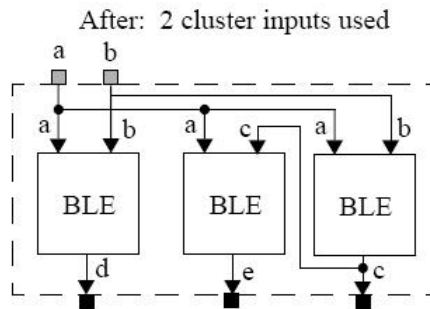 After: 2 cluster inputs used
a b
a b a c a b
BLE BLE BLE
d e c